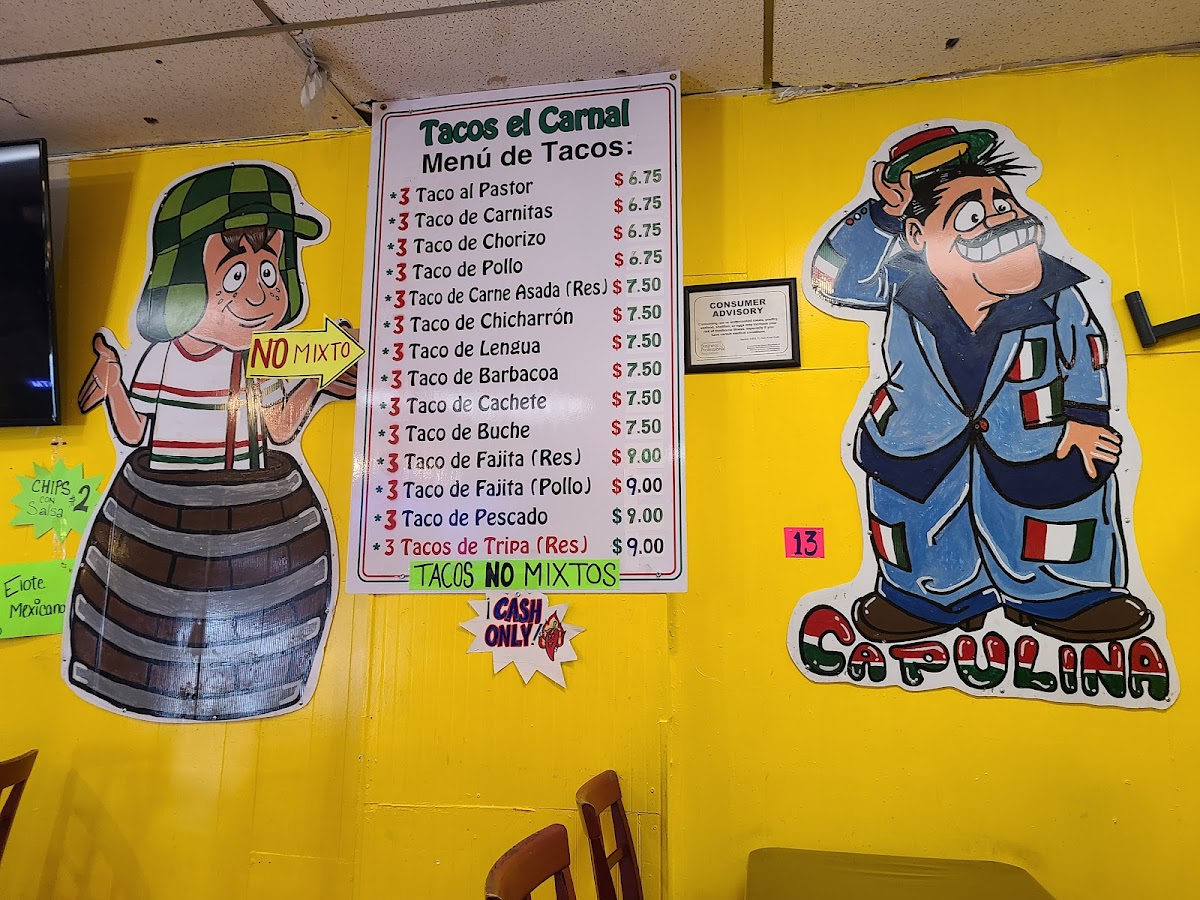 Tacos el Carnal
Menú de Tacos:
*3 Taco al Pastor $6.75
*3 Taco de Carnitas $6.75
*3 Taco de Chorizo $6.75
*3 Taco de Pollo $6.75
*3 Taco de Carne Asada (Res) $7.50
*3 Taco de Chicharrón $7.50
*3 Taco de Lengua $7.50
*3 Taco de Barbacoa $7.50
*3 Taco de Cachete $7.50
*3 Taco de Buche $7.50
*3 Taco de Fajita (Res) $9.00
*3 Taco de Fajita (Pollo) $9.00
*3 Taco de Pescado $9.00
*3 Tacos de Tripa (Res) $9.00
TACOS NO MIXTOS
¡CASH
ONLY!
NO MIXTO
CHIPS
con
Salsa
$2
Elote
Mexicano
CONSUMER
ADVISORY
13
CAPULINA